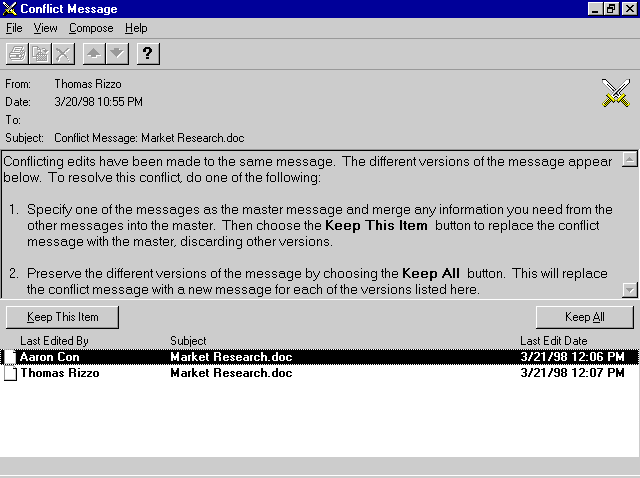 Conflict Message
File View Compose Help
?
From: Thomas Rizzo
Date: 3/20/98 10:55 PM
To:
Subject: Conflict Message: Market Research.doc
Conflicting edits have been made to the same message. The different versions of the message appear
below. To resolve this conflict, do one of the following:
1. Specify one of the messages as the master message and merge any information you need from the
other messages into the master. Then choose the Keep This Item button to replace the conflict
message with the master, discarding other versions.
2. Preserve the different versions of the message by choosing the Keep All button. This will replace
the conflict message with a new message for each of the versions listed here.
Keep This Item Keep All
Last Edited By Subject Last Edit Date
Aaron Con Market Research.doc 3/21/98 12:06 PM
Thomas Rizzo Market Research.doc 3/21/98 12:07 PM